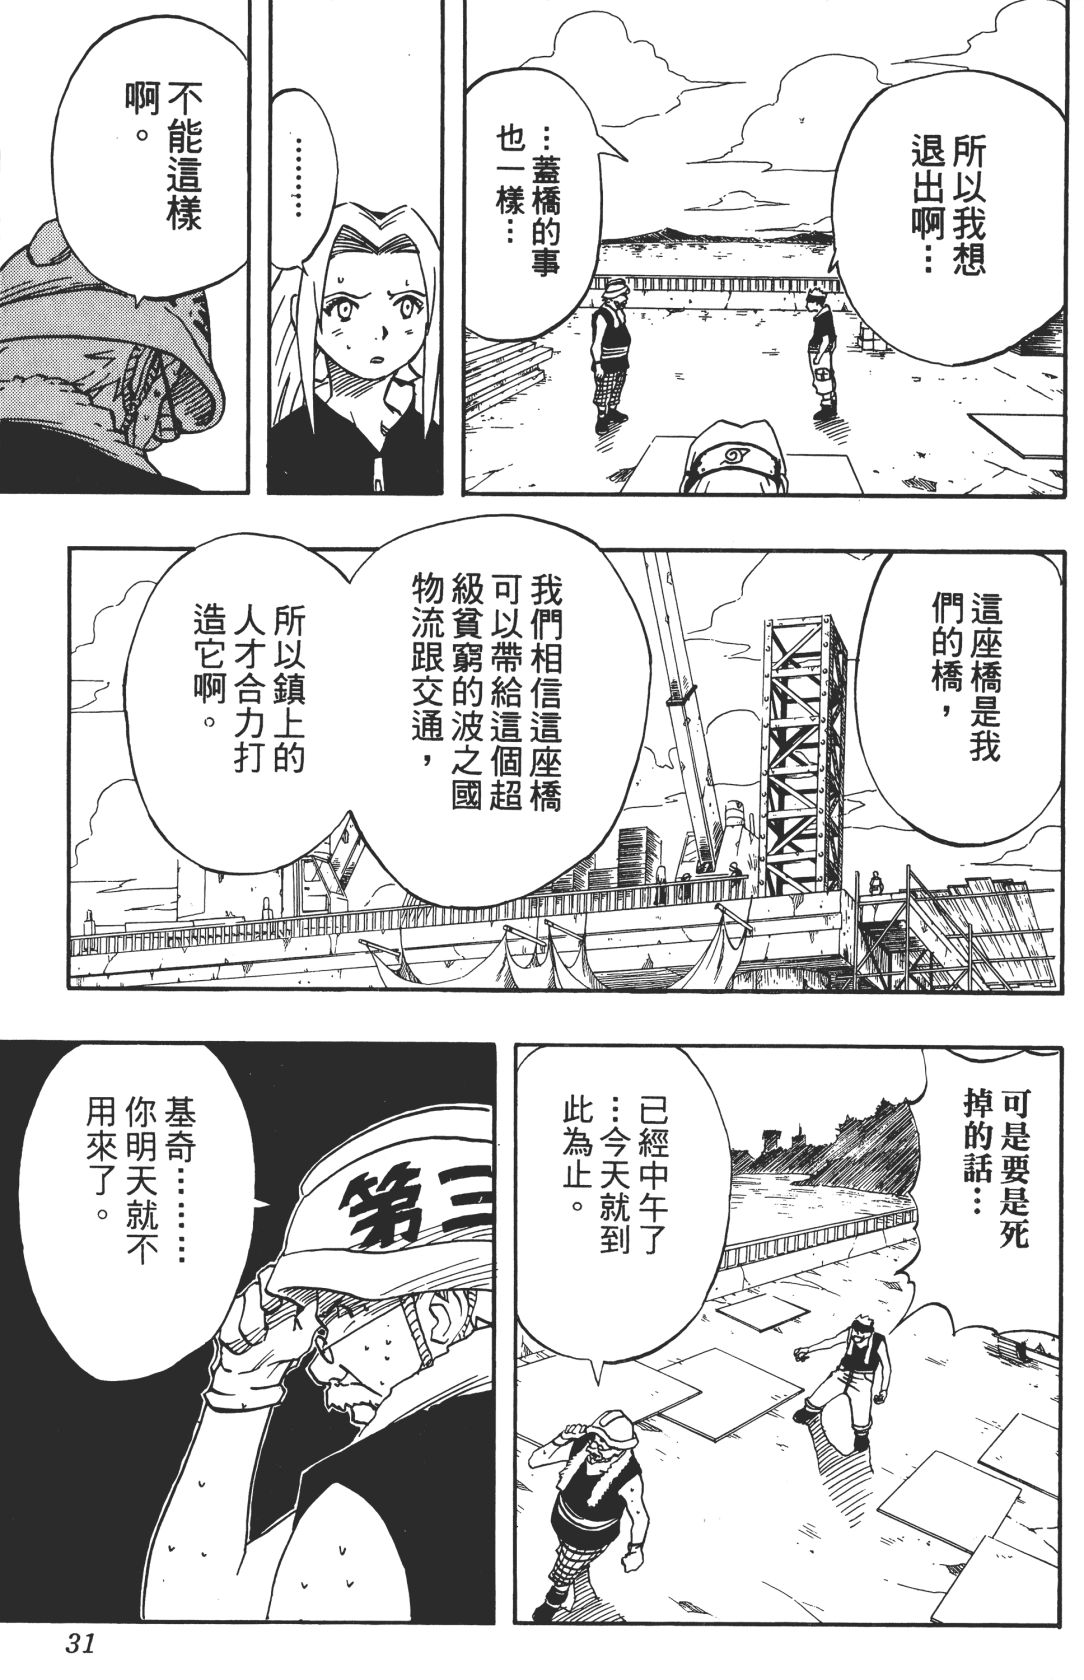 所以我想
退出啊…
…蓋橋的事
也一樣…
………
不能這樣
啊。
這座橋是我
們的橋，
我們相信這座橋
可以帶給這個超
級貧窮的波之國
物流跟交通，
所以鎮上的
人才合力打
造它啊。
可是要是死
掉的話…
已經中午了
…今天就到
此為止。
基奇………
你明天就不
用來了。
第三
31